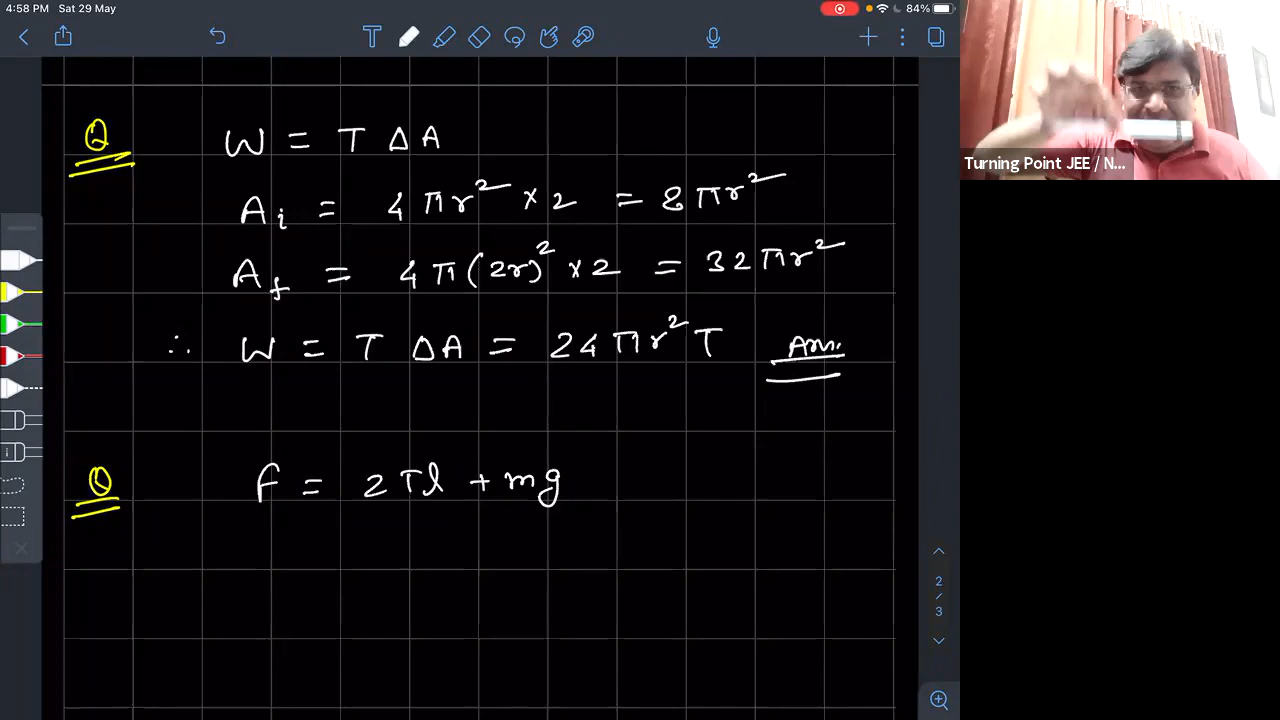 4:58 PM Sat 29 May
84%
Turning Point JEE / N...
Q W = T ΔA
Ai = 4πr² × 2 = 8πr²
Af = 4π(2r)² × 2 = 32πr²
∴ W = T ΔA = 24πr² T Ans.
Q F = 2Tl + mg
2
/
3